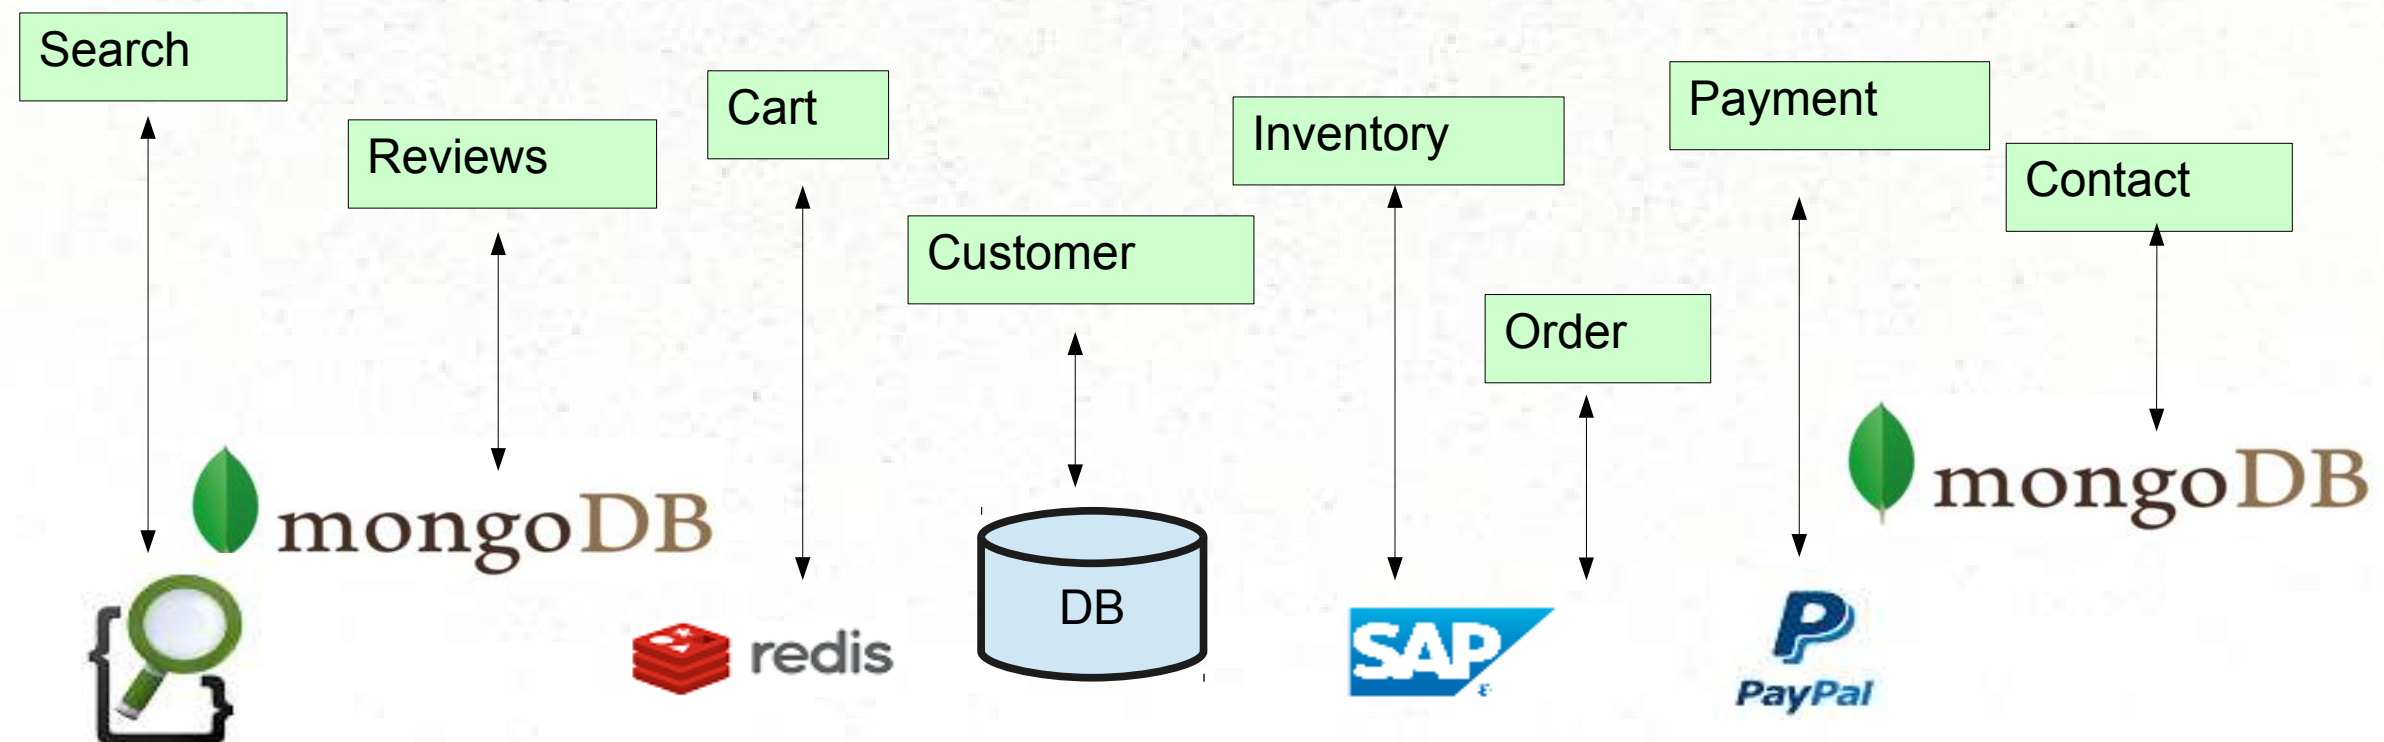 Search
Reviews
Cart
Customer
Inventory
Order
Payment
Contact
mongoDB
redis
DB
SAP
PayPal
mongoDB